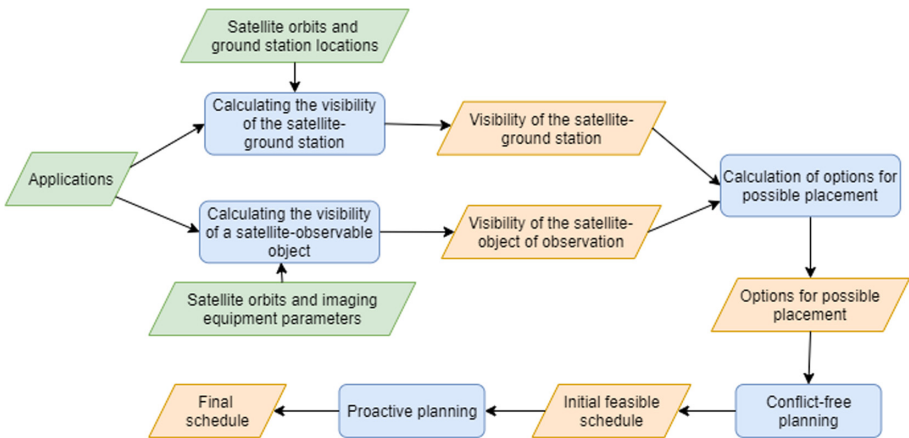 Satellite orbits and
ground station locations
Calculating the visibility
of the satellite-
ground station
Visibility of the satellite-
ground station
Applications
Calculation of options for
possible placement
Calculating the visibility
of a satellite-observable
object
Visibility of the satellite-
object of observation
Satellite orbits and imaging
equipment parameters
Options for possible
placement
Final
schedule
Proactive planning
Initial feasible
schedule
Conflict-free
planning